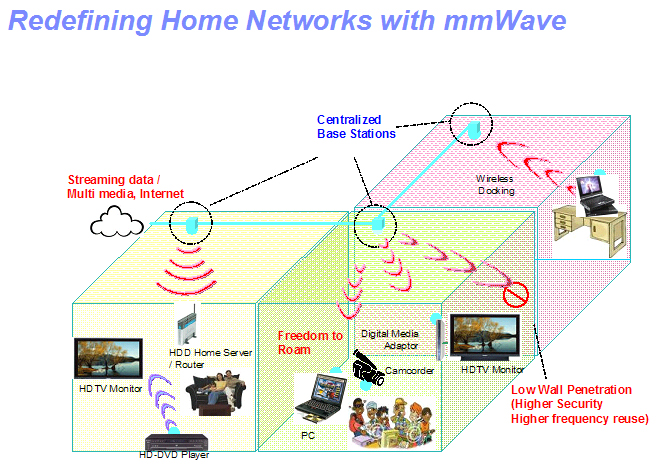 Redefining Home Networks with mmWave
Centralized
Base Stations
Streaming data /
Multi media, Internet
Wireless
Docking
Freedom to
Roam
Digital Media
Adaptor
HDD Home Server
/ Router
Camcorder
HDTV Monitor
HDTV Monitor
Low Wall Penetration
(Higher Security
Higher frequency reuse)
PC
HD-DVD Player